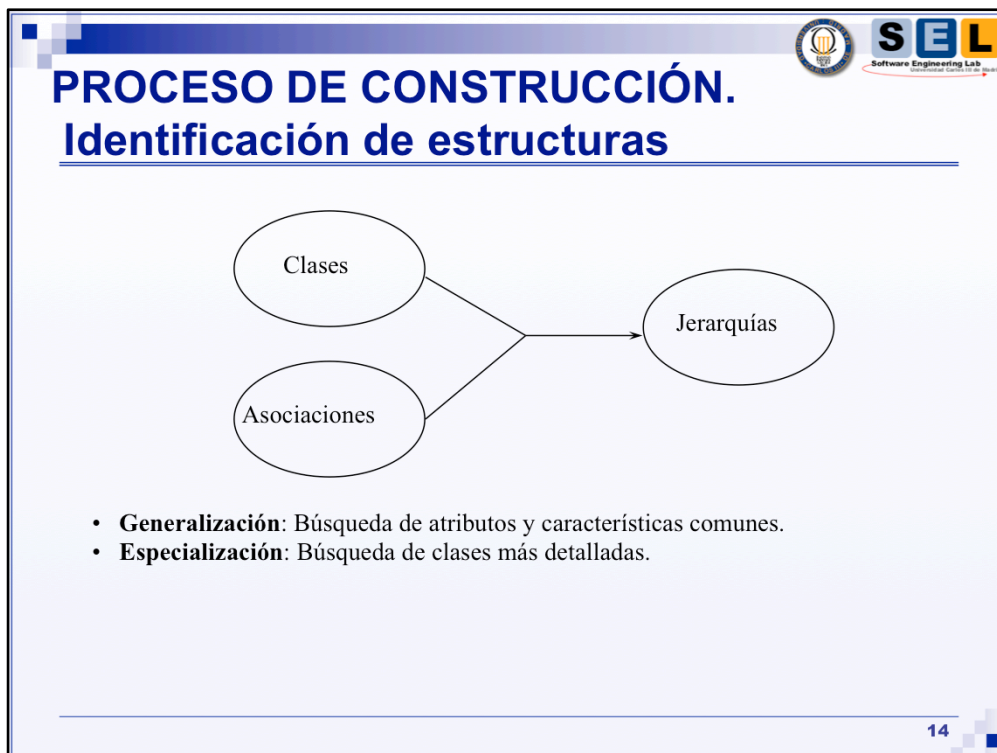 SEL
Software Engineering Lab
PROCESO DE CONSTRUCCIÓN.
Identificación de estructuras
Clases
Jerarquías
Asociaciones
• Generalización: Búsqueda de atributos y características comunes.
• Especialización: Búsqueda de clases más detalladas.
14